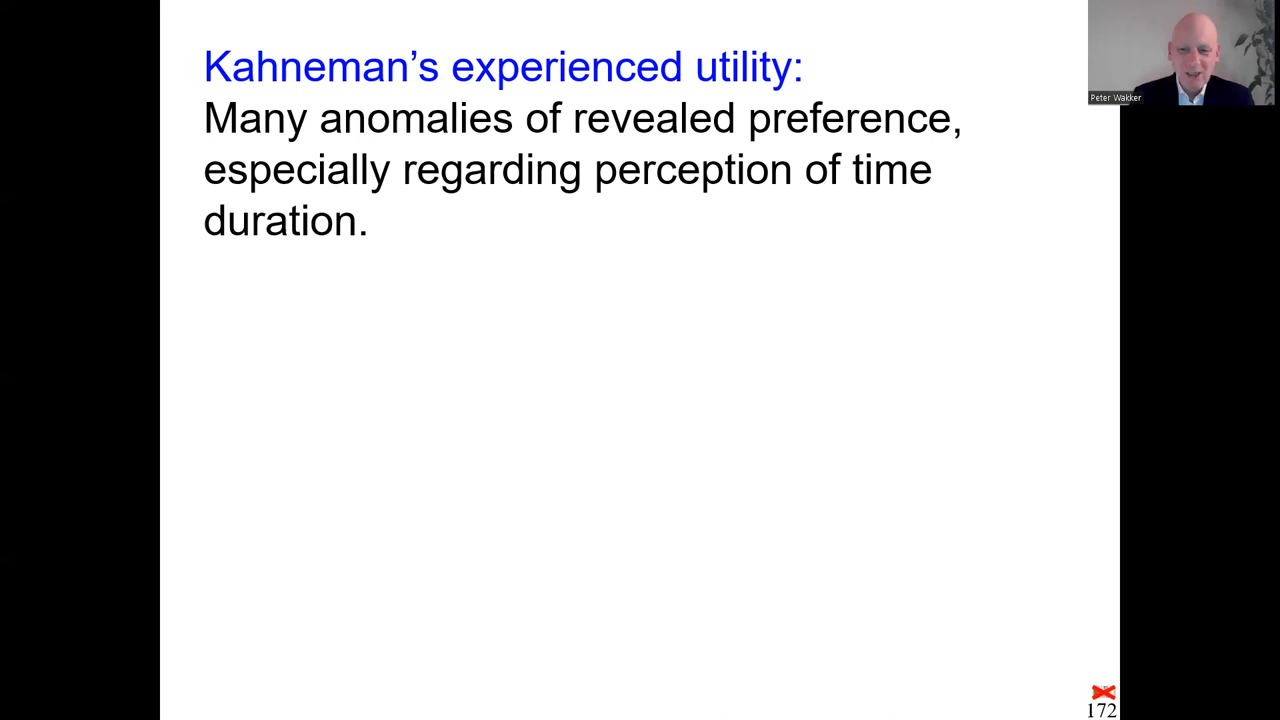 Kahneman’s experienced utility:
Many anomalies of revealed preference,
especially regarding perception of time
duration.
Peter Wakker
172